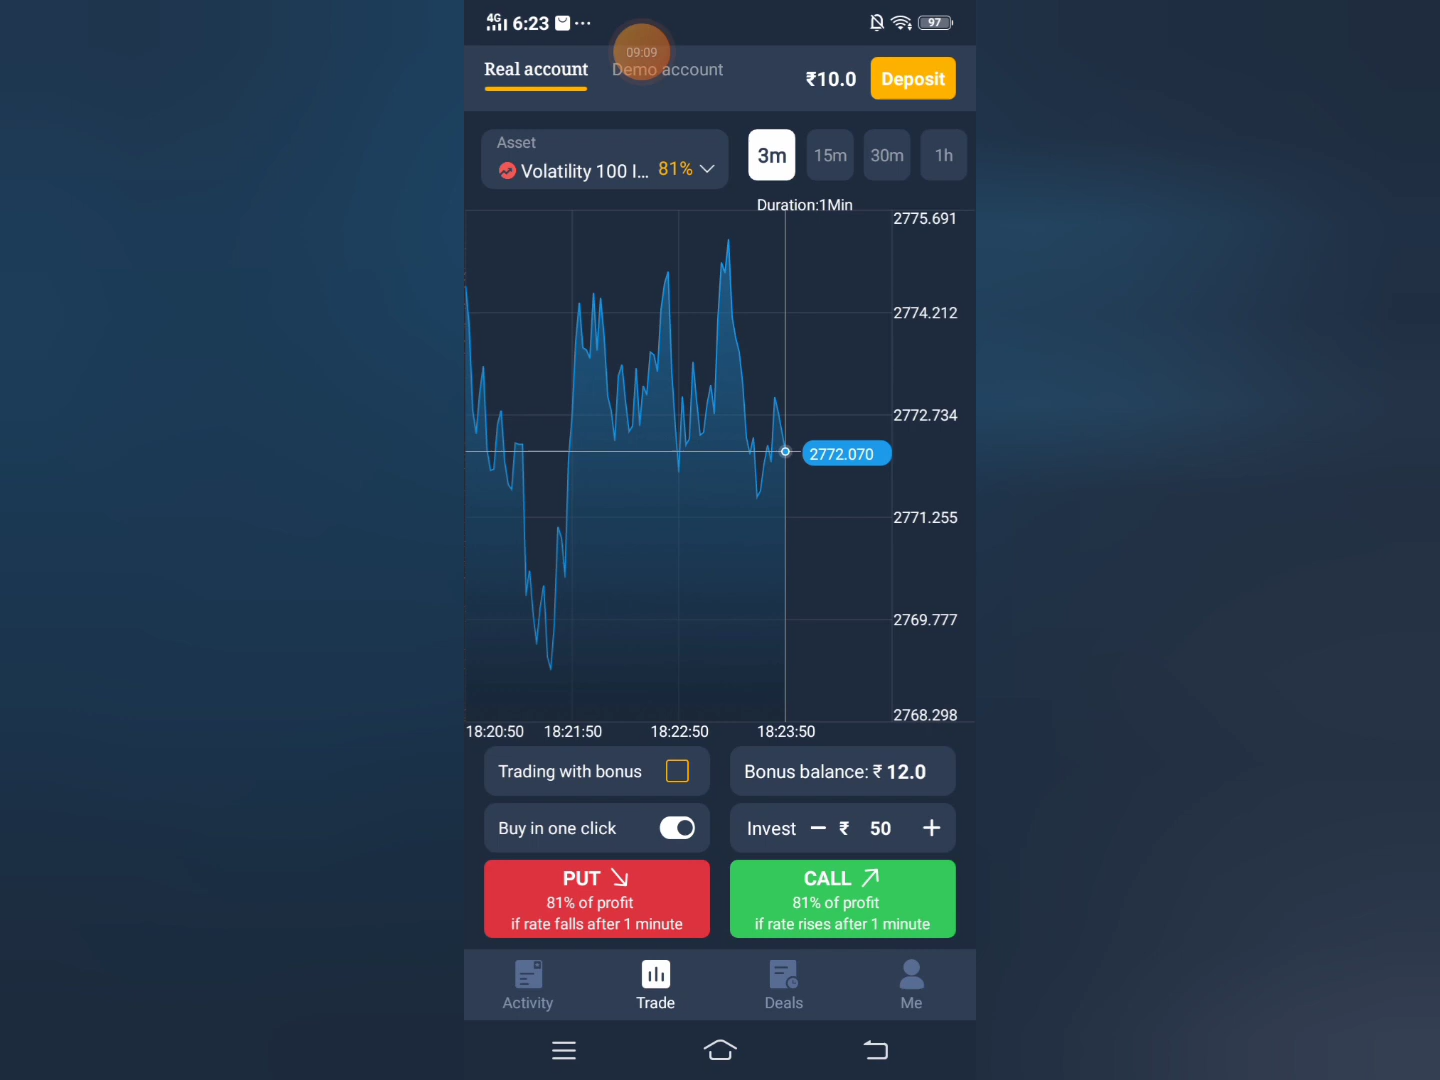 4G 6:23 ... 97
09:09
Real account Demo account ₹10.0 Deposit
Asset
Volatility 100 I... 81% 3m 15m 30m 1h
Duration:1Min
2775.691
2774.212
2772.734
2772.070
2771.255
2769.777
2768.298
18:20:50 18:21:50 18:22:50 18:23:50
Trading with bonus Bonus balance: ₹ 12.0
Buy in one click Invest − ₹ 50 +
PUT CALL
81% of profit 81% of profit
if rate falls after 1 minute if rate rises after 1 minute
Activity Trade Deals Me